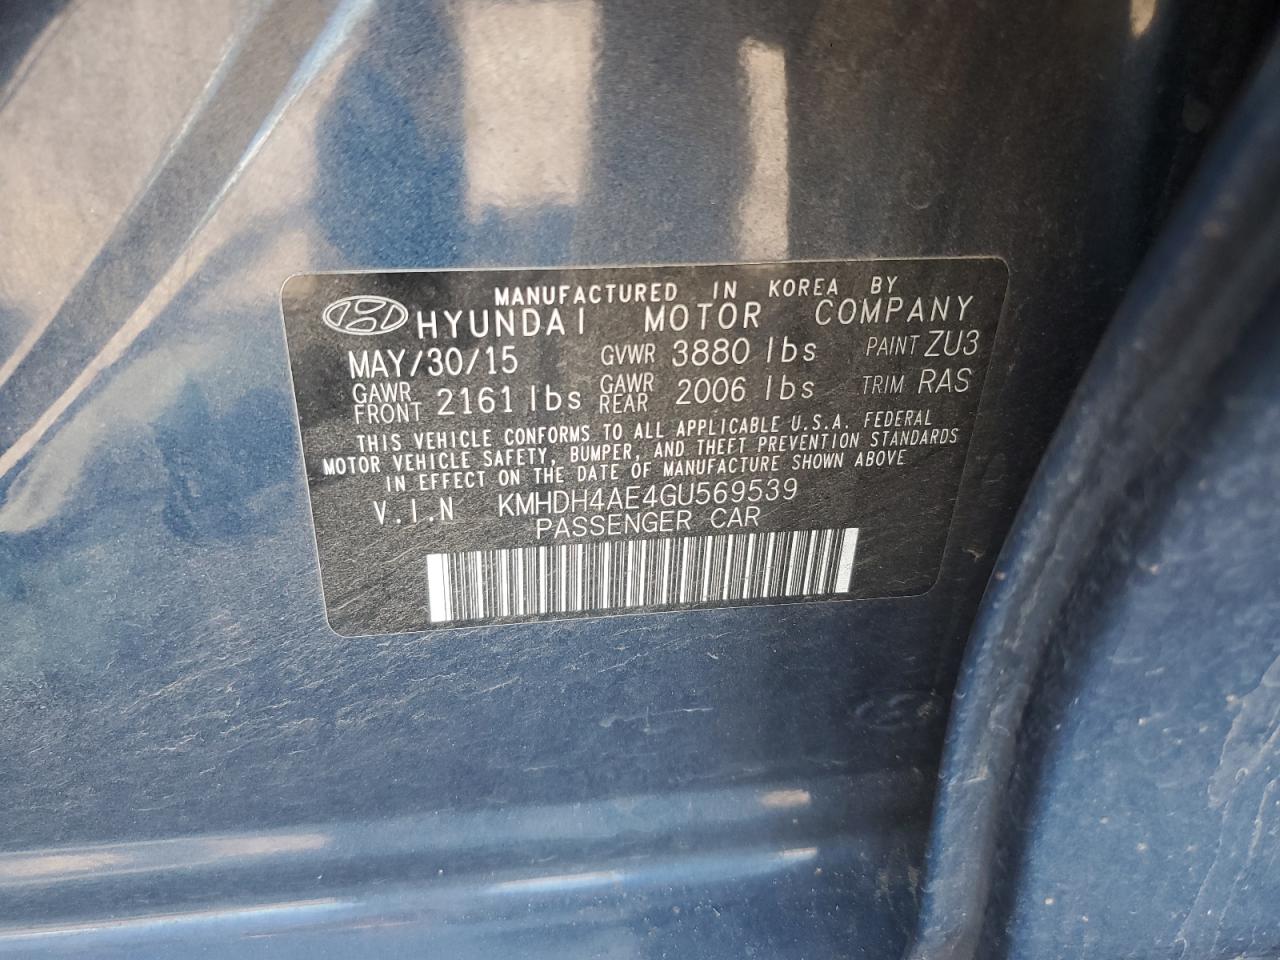 MANUFACTURED IN KOREA BY
HYUNDAI MOTOR COMPANY
MAY/30/15 GVWR 3880 lbs PAINT ZU3
GAWR FRONT 2161 lbs GAWR REAR 2006 lbs TRIM RAS
THIS VEHICLE CONFORMS TO ALL APPLICABLE U.S.A. FEDERAL
MOTOR VEHICLE SAFETY, BUMPER, AND THEFT PREVENTION STANDARDS
IN EFFECT ON THE DATE OF MANUFACTURE SHOWN ABOVE
V.I.N KMHDH4AE4GU569539
PASSENGER CAR